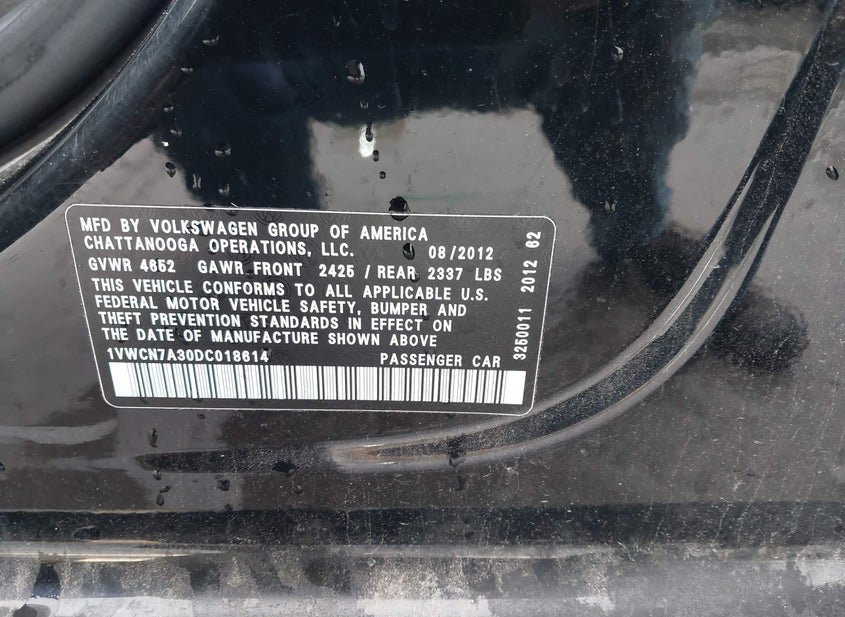 MFD BY VOLKSWAGEN GROUP OF AMERICA
CHATTANOOGA OPERATIONS, LLC. 08/2012
GVWR 4652 GAWR FRONT 2425 / REAR 2337 LBS
THIS VEHICLE CONFORMS TO ALL APPLICABLE U.S.
FEDERAL MOTOR VEHICLE SAFETY, BUMPER AND
THEFT PREVENTION STANDARDS IN EFFECT ON
THE DATE OF MANUFACTURE SHOWN ABOVE
1VWCN7A30DC018614 PASSENGER CAR
3250011 2012 62